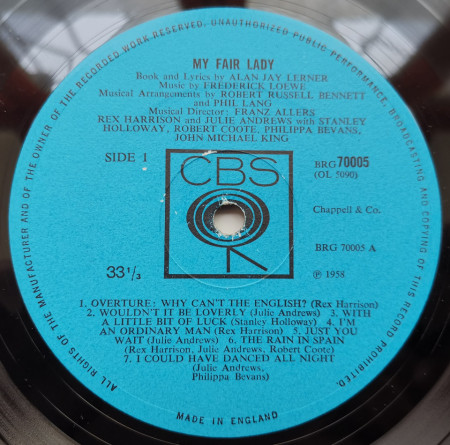 ALL RIGHTS OF THE MANUFACTURER AND OF THE OWNER OF THE RECORDED WORK RESERVED. UNAUTHORIZED PUBLIC PERFORMANCE, BROADCASTING AND COPYING OF THIS RECORD PROHIBITED.
MY FAIR LADY
Book and Lyrics by ALAN JAY LERNER
Music by FREDERICK LOEWE
Musical Arrangements by ROBERT RUSSELL BENNETT
and PHIL LANG
Musical Director: FRANZ ALLERS
REX HARRISON and JULIE ANDREWS with STANLEY
HOLLOWAY, ROBERT COOTE, PHILIPPA BEVANS,
JOHN MICHAEL KING
SIDE 1
BRG 70005
(OL 5090)
CBS
Chappell & Co.
BRG 70005 A
33 1/3
℗ 1958
1. OVERTURE: WHY CAN'T THE ENGLISH? (Rex Harrison)
2. WOULDN'T IT BE LOVERLY (Julie Andrews) 3. WITH
A LITTLE BIT OF LUCK (Stanley Holloway) 4. I'M
AN ORDINARY MAN (Rex Harrison) 5. JUST YOU
WAIT (Julie Andrews) 6. THE RAIN IN SPAIN
(Rex Harrison, Julie Andrews, Robert Coote)
7. I COULD HAVE DANCED ALL NIGHT
(Julie Andrews,
Philippa Bevans)
MADE IN ENGLAND